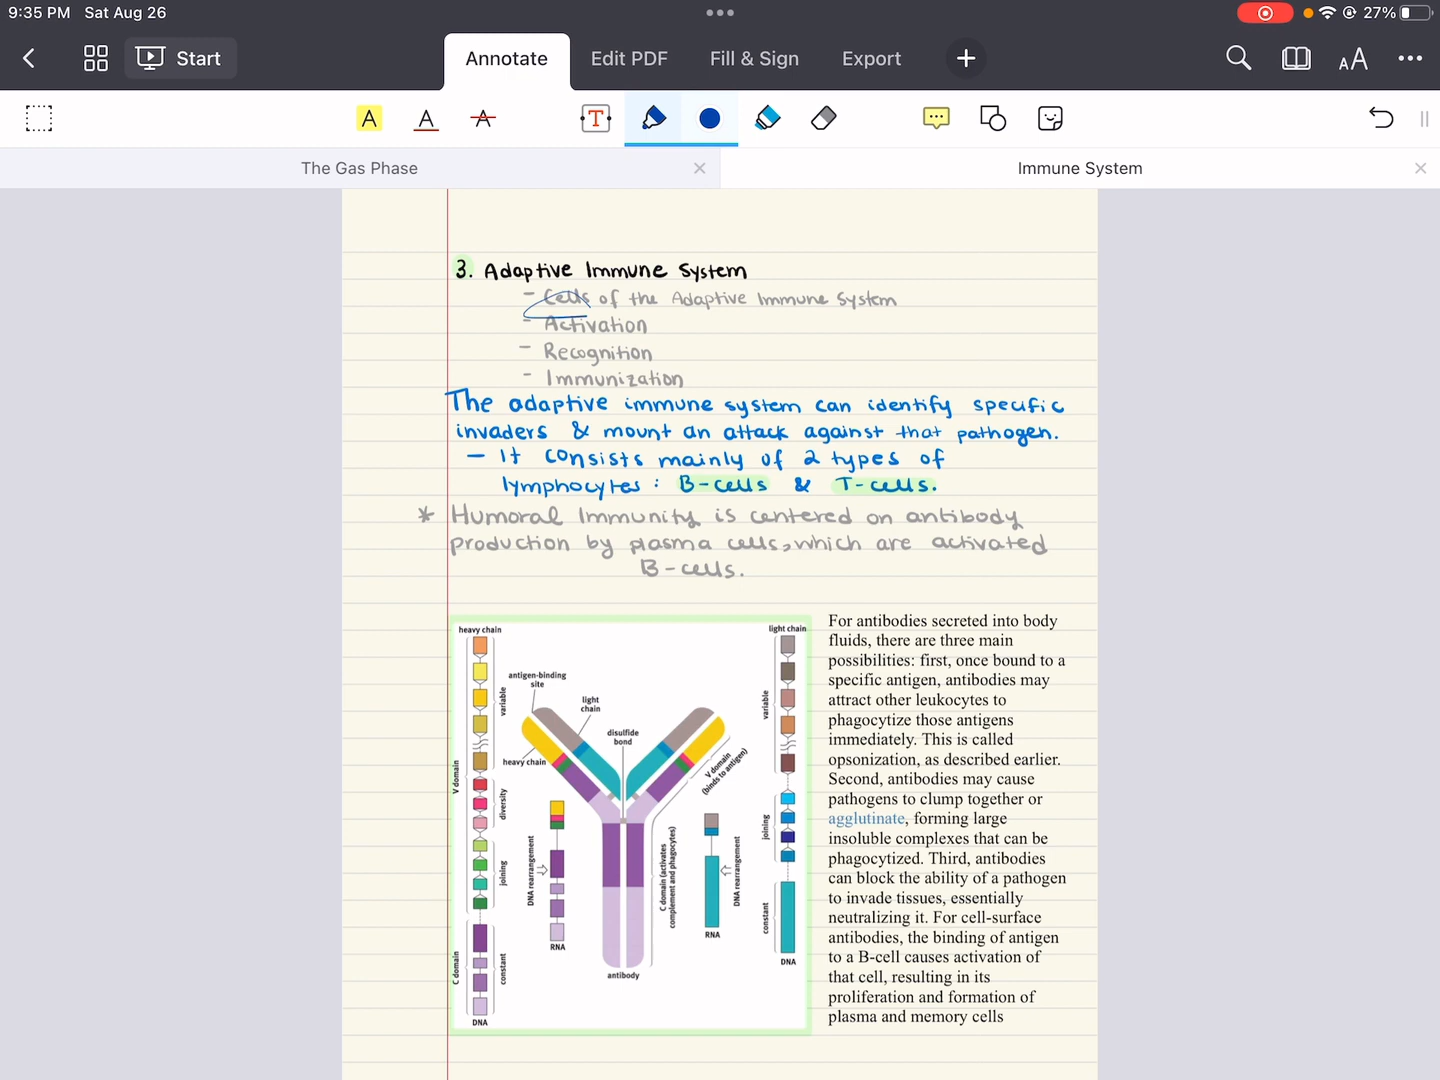 9:35 PM Sat Aug 26
27%
Start
Annotate
Edit PDF
Fill & Sign
Export
AA
A A A T
The Gas Phase
Immune System
3. Adaptive Immune System
- Cells of the Adaptive Immune System
- Activation
- Recognition
- Immunization
The adaptive immune system can identify specific
invaders & mount an attack against that pathogen.
- It consists mainly of 2 types of
lymphocytes: B-cells & T-cells.
* Humoral Immunity is centered on antibody
production by plasma cells, which are activated
B-cells.
heavy chain
variable
V domain
diversity
joining
C domain
constant
DNA
antigen-binding
site
light
chain
disulfide
bond
heavy chain
V domain
(binds to antigen)
DNA rearrangement
RNA
C domain (activates
complement and phagocytes)
antibody
RNA
DNA rearrangement
light chain
variable
joining
constant
DNA
For antibodies secreted into body
fluids, there are three main
possibilities: first, once bound to a
specific antigen, antibodies may
attract other leukocytes to
phagocytize those antigens
immediately. This is called
opsonization, as described earlier.
Second, antibodies may cause
pathogens to clump together or
agglutinate, forming large
insoluble complexes that can be
phagocytized. Third, antibodies
can block the ability of a pathogen
to invade tissues, essentially
neutralizing it. For cell-surface
antibodies, the binding of antigen
to a B-cell causes activation of
that cell, resulting in its
proliferation and formation of
plasma and memory cells